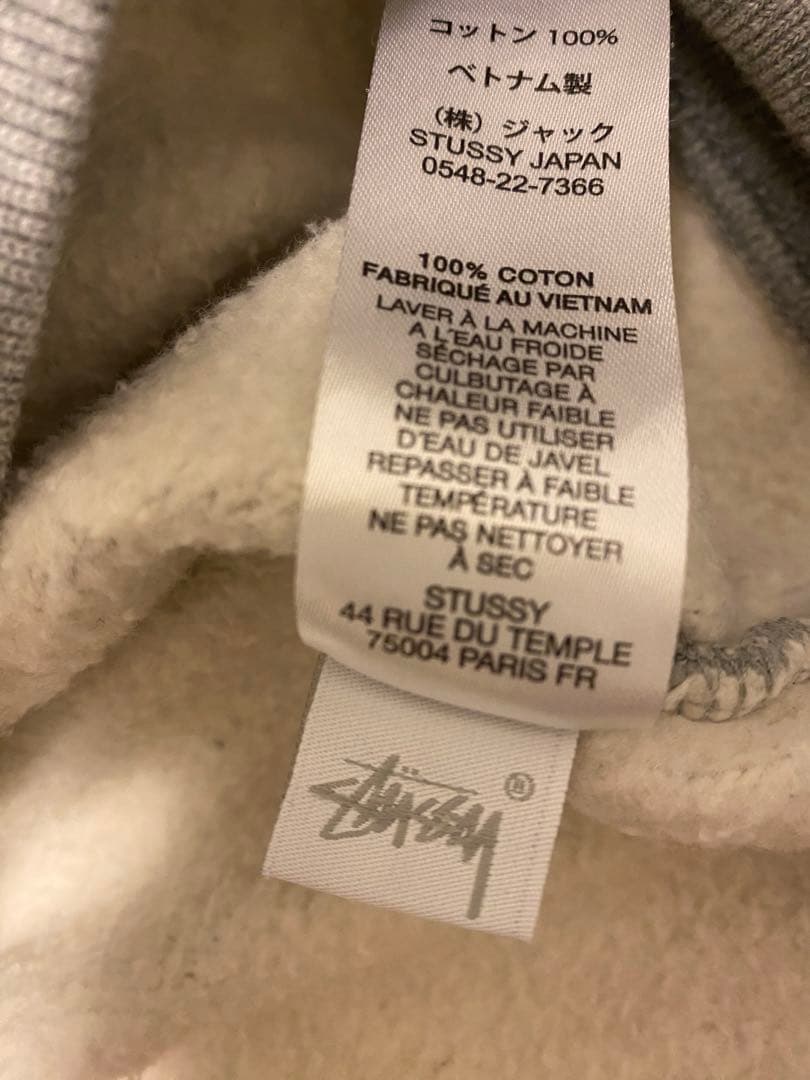 コットン 100%
ベトナム製
(株) ジャック
STUSSY JAPAN
0548-22-7366
100% COTON
FABRIQUÉ AU VIETNAM
LAVER À LA MACHINE
A L'EAU FROIDE
SÉCHAGE PAR
CULBUTAGE À
CHALEUR FAIBLE
NE PAS UTILISER
D'EAU DE JAVEL
REPASSER À FAIBLE
TEMPÉRATURE
NE PAS NETTOYER
À SEC
STUSSY
44 RUE DU TEMPLE
75004 PARIS FR
Stüssy ®